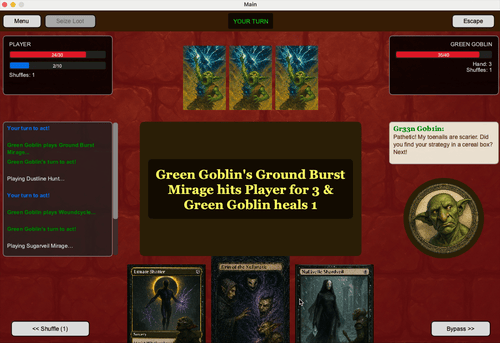 Main
Menu
Seize Loot
YOUR TURN
Escape
PLAYER
24/30
2/10
Shuffles: 1
GREEN GOBLIN
35/40
Hand: 3
Shuffles: 1
Your turn to act!
Green Goblin plays Ground Burst
Mirage...
Green Goblin's turn to act!
Playing Dustline Hunt...
Your turn to act!
Green Goblin plays
Green Goblin's turn to act!
Playing Sugarveil Mirage...
Green Goblin's Ground Burst
Mirage hits Player for 3 &
Green Goblin heals 1
Gr33n Gob1in:
Pathetic! My toenails are scarier. Did
you find your strategy in a cereal box?
Next!
<< Shuffle (1)
Bypass >>